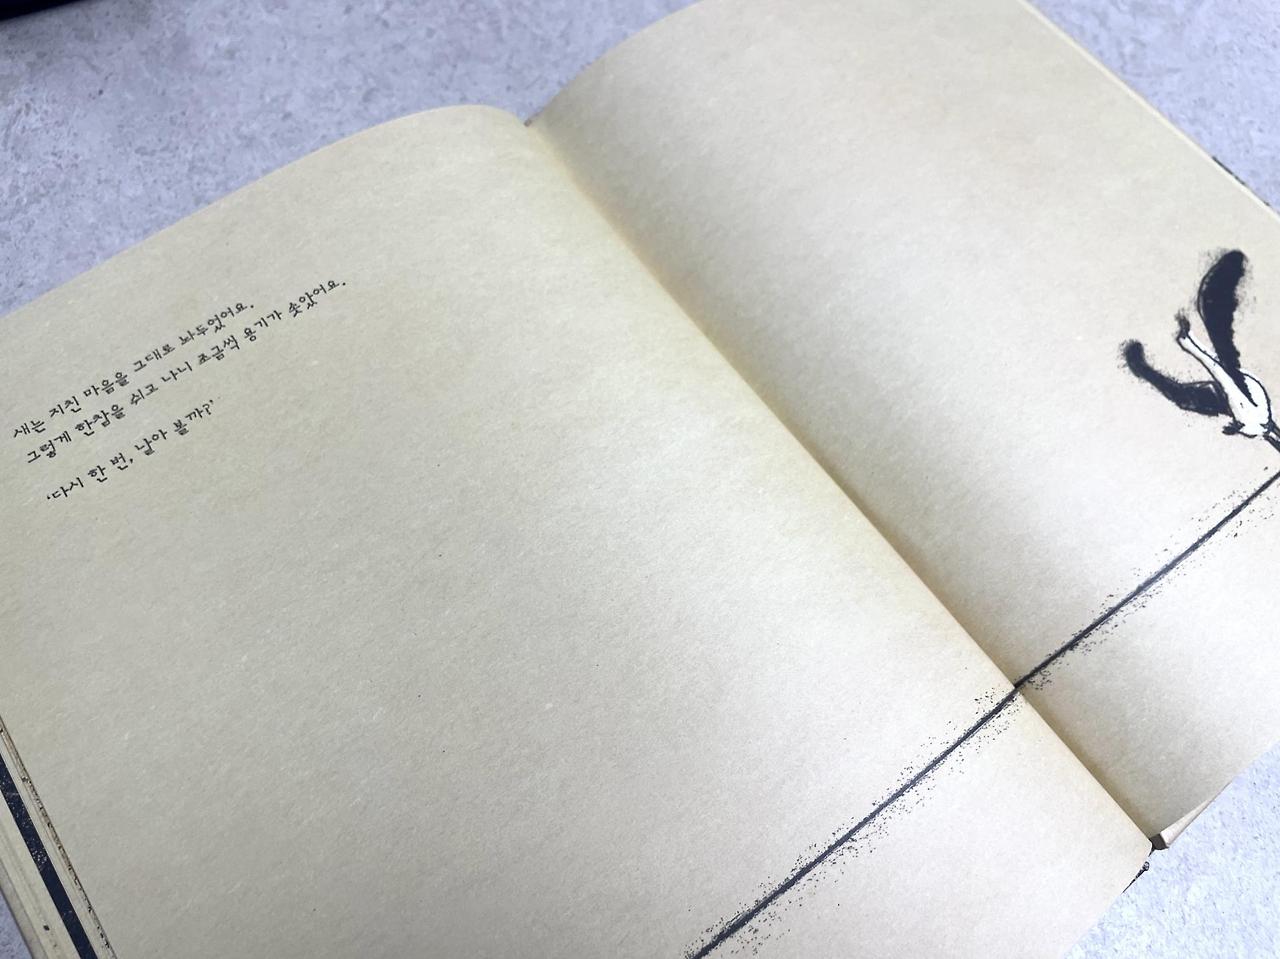 새는 지친 마음을 그대로 놔두었어요.
그렇게 한참을 쉬고 나니 조금씩 용기가 솟았어요.
‘다시 한 번, 날아 볼까?’